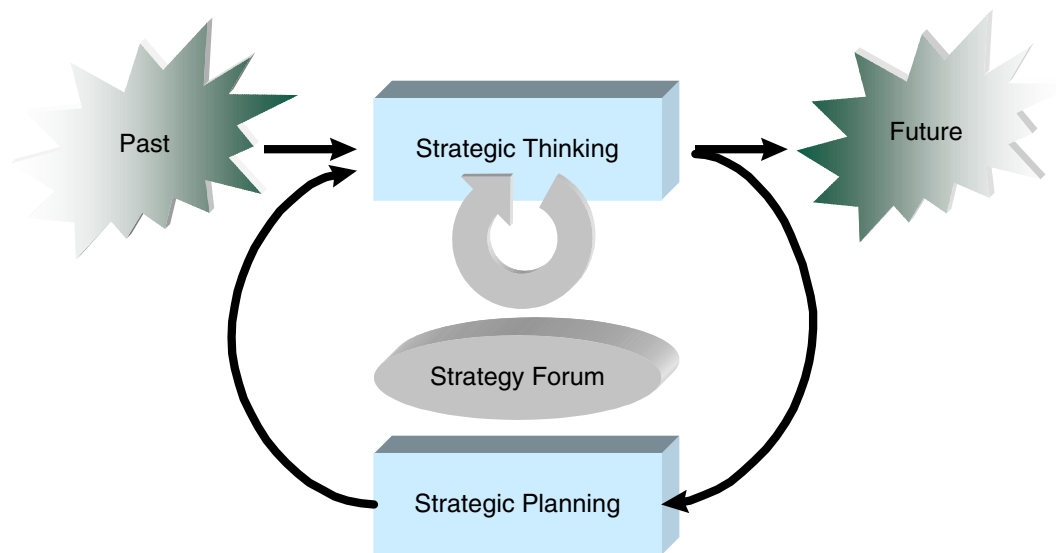 Past
Strategic Thinking
Future
Strategy Forum
Strategic Planning